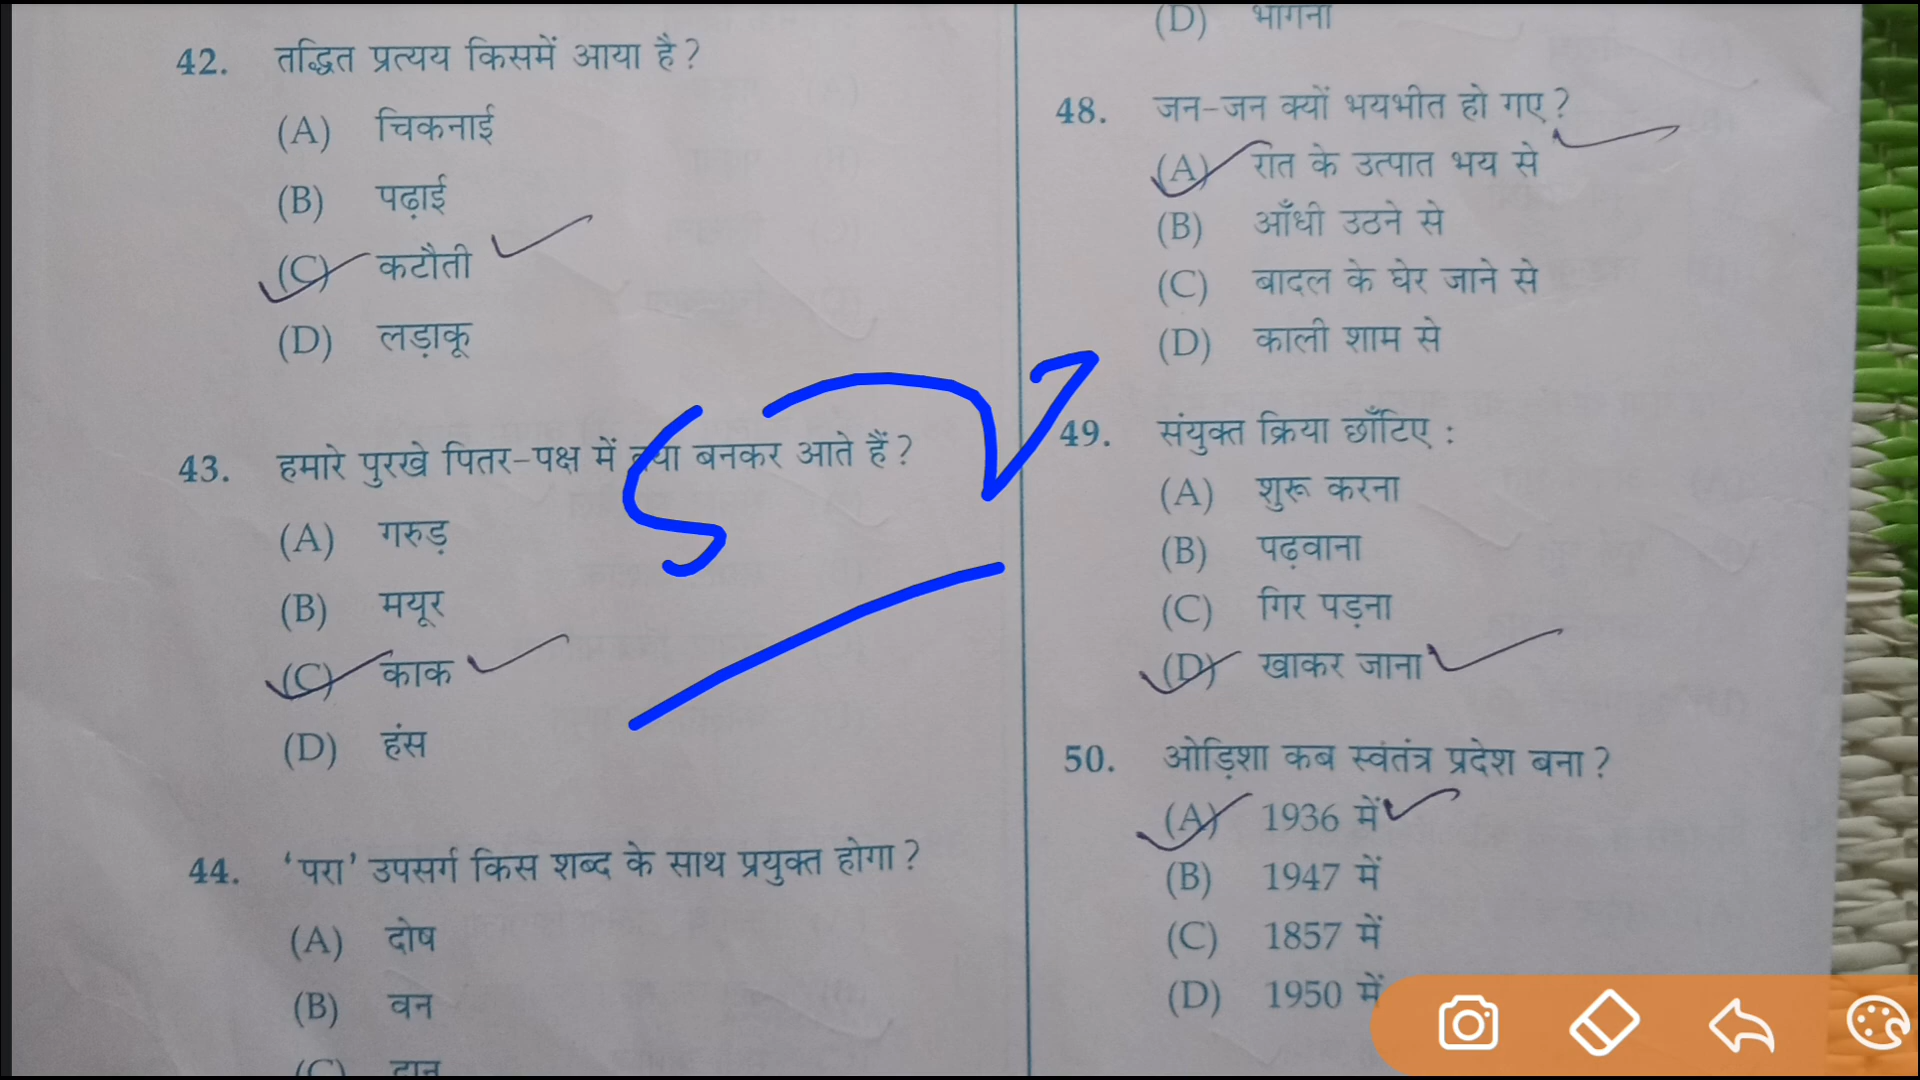 42. तद्धित प्रत्यय किसमें आया है ?
(A) चिकनाई
(B) पढ़ाई
(C) कटौती
(D) लड़ाकू
43. हमारे पुरखे पितर-पक्ष में क्या बनकर आते हैं ?
(A) गरुड़
(B) मयूर
(C) काक
(D) हंस
44. 'परा' उपसर्ग किस शब्द के साथ प्रयुक्त होगा ?
(A) दोष
(B) वन
(C)
(D) भागना
48. जन-जन क्यों भयभीत हो गए ?
(A) रात के उत्पात भय से
(B) आँधी उठने से
(C) बादल के घेर जाने से
(D) काली शाम से
49. संयुक्त क्रिया छाँटिए :
(A) शुरू करना
(B) पढ़वाना
(C) गिर पड़ना
(D) खाकर जाना
50. ओड़िशा कब स्वंतंत्र प्रदेश बना ?
(A) 1936 में
(B) 1947 में
(C) 1857 में
(D) 1950 में